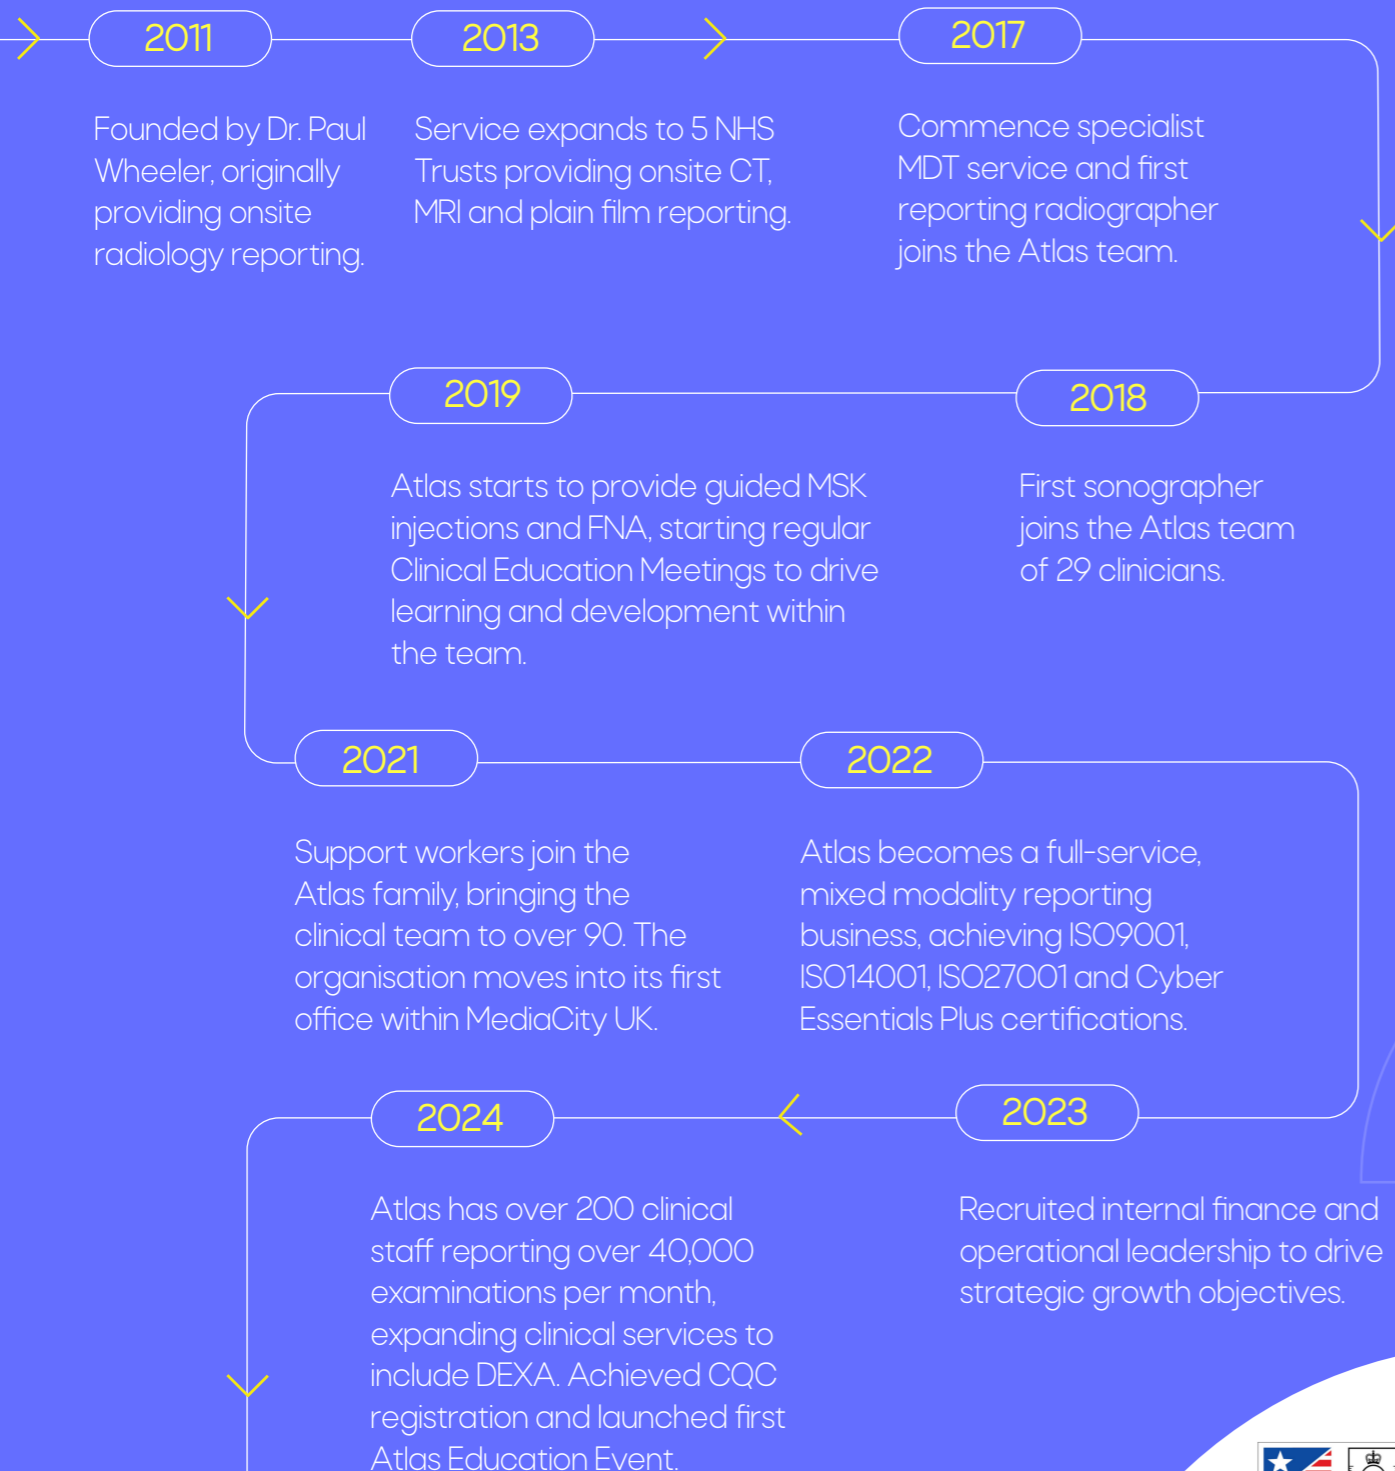 2011
Founded by Dr. Paul
Wheeler, originally
providing onsite
radiology reporting.
2013
Service expands to 5 NHS
Trusts providing onsite CT,
MRI and plain film reporting.
2017
Commence specialist
MDT service and first
reporting radiographer
joins the Atlas team.
2018
First sonographer
joins the Atlas team
of 29 clinicians.
2019
Atlas starts to provide guided MSK
injections and FNA, starting regular
Clinical Education Meetings to drive
learning and development within
the team.
2021
Support workers join the
Atlas family, bringing the
clinical team to over 90. The
organisation moves into its first
office within MediaCity UK.
2022
Atlas becomes a full-service,
mixed modality reporting
business, achieving ISO9001,
ISO14001, ISO27001 and Cyber
Essentials Plus certifications.
2023
Recruited internal finance and
operational leadership to drive
strategic growth objectives.
2024
Atlas has over 200 clinical
staff reporting over 40,000
examinations per month,
expanding clinical services to
include DEXA. Achieved CQC
registration and launched first
Atlas Education Event.